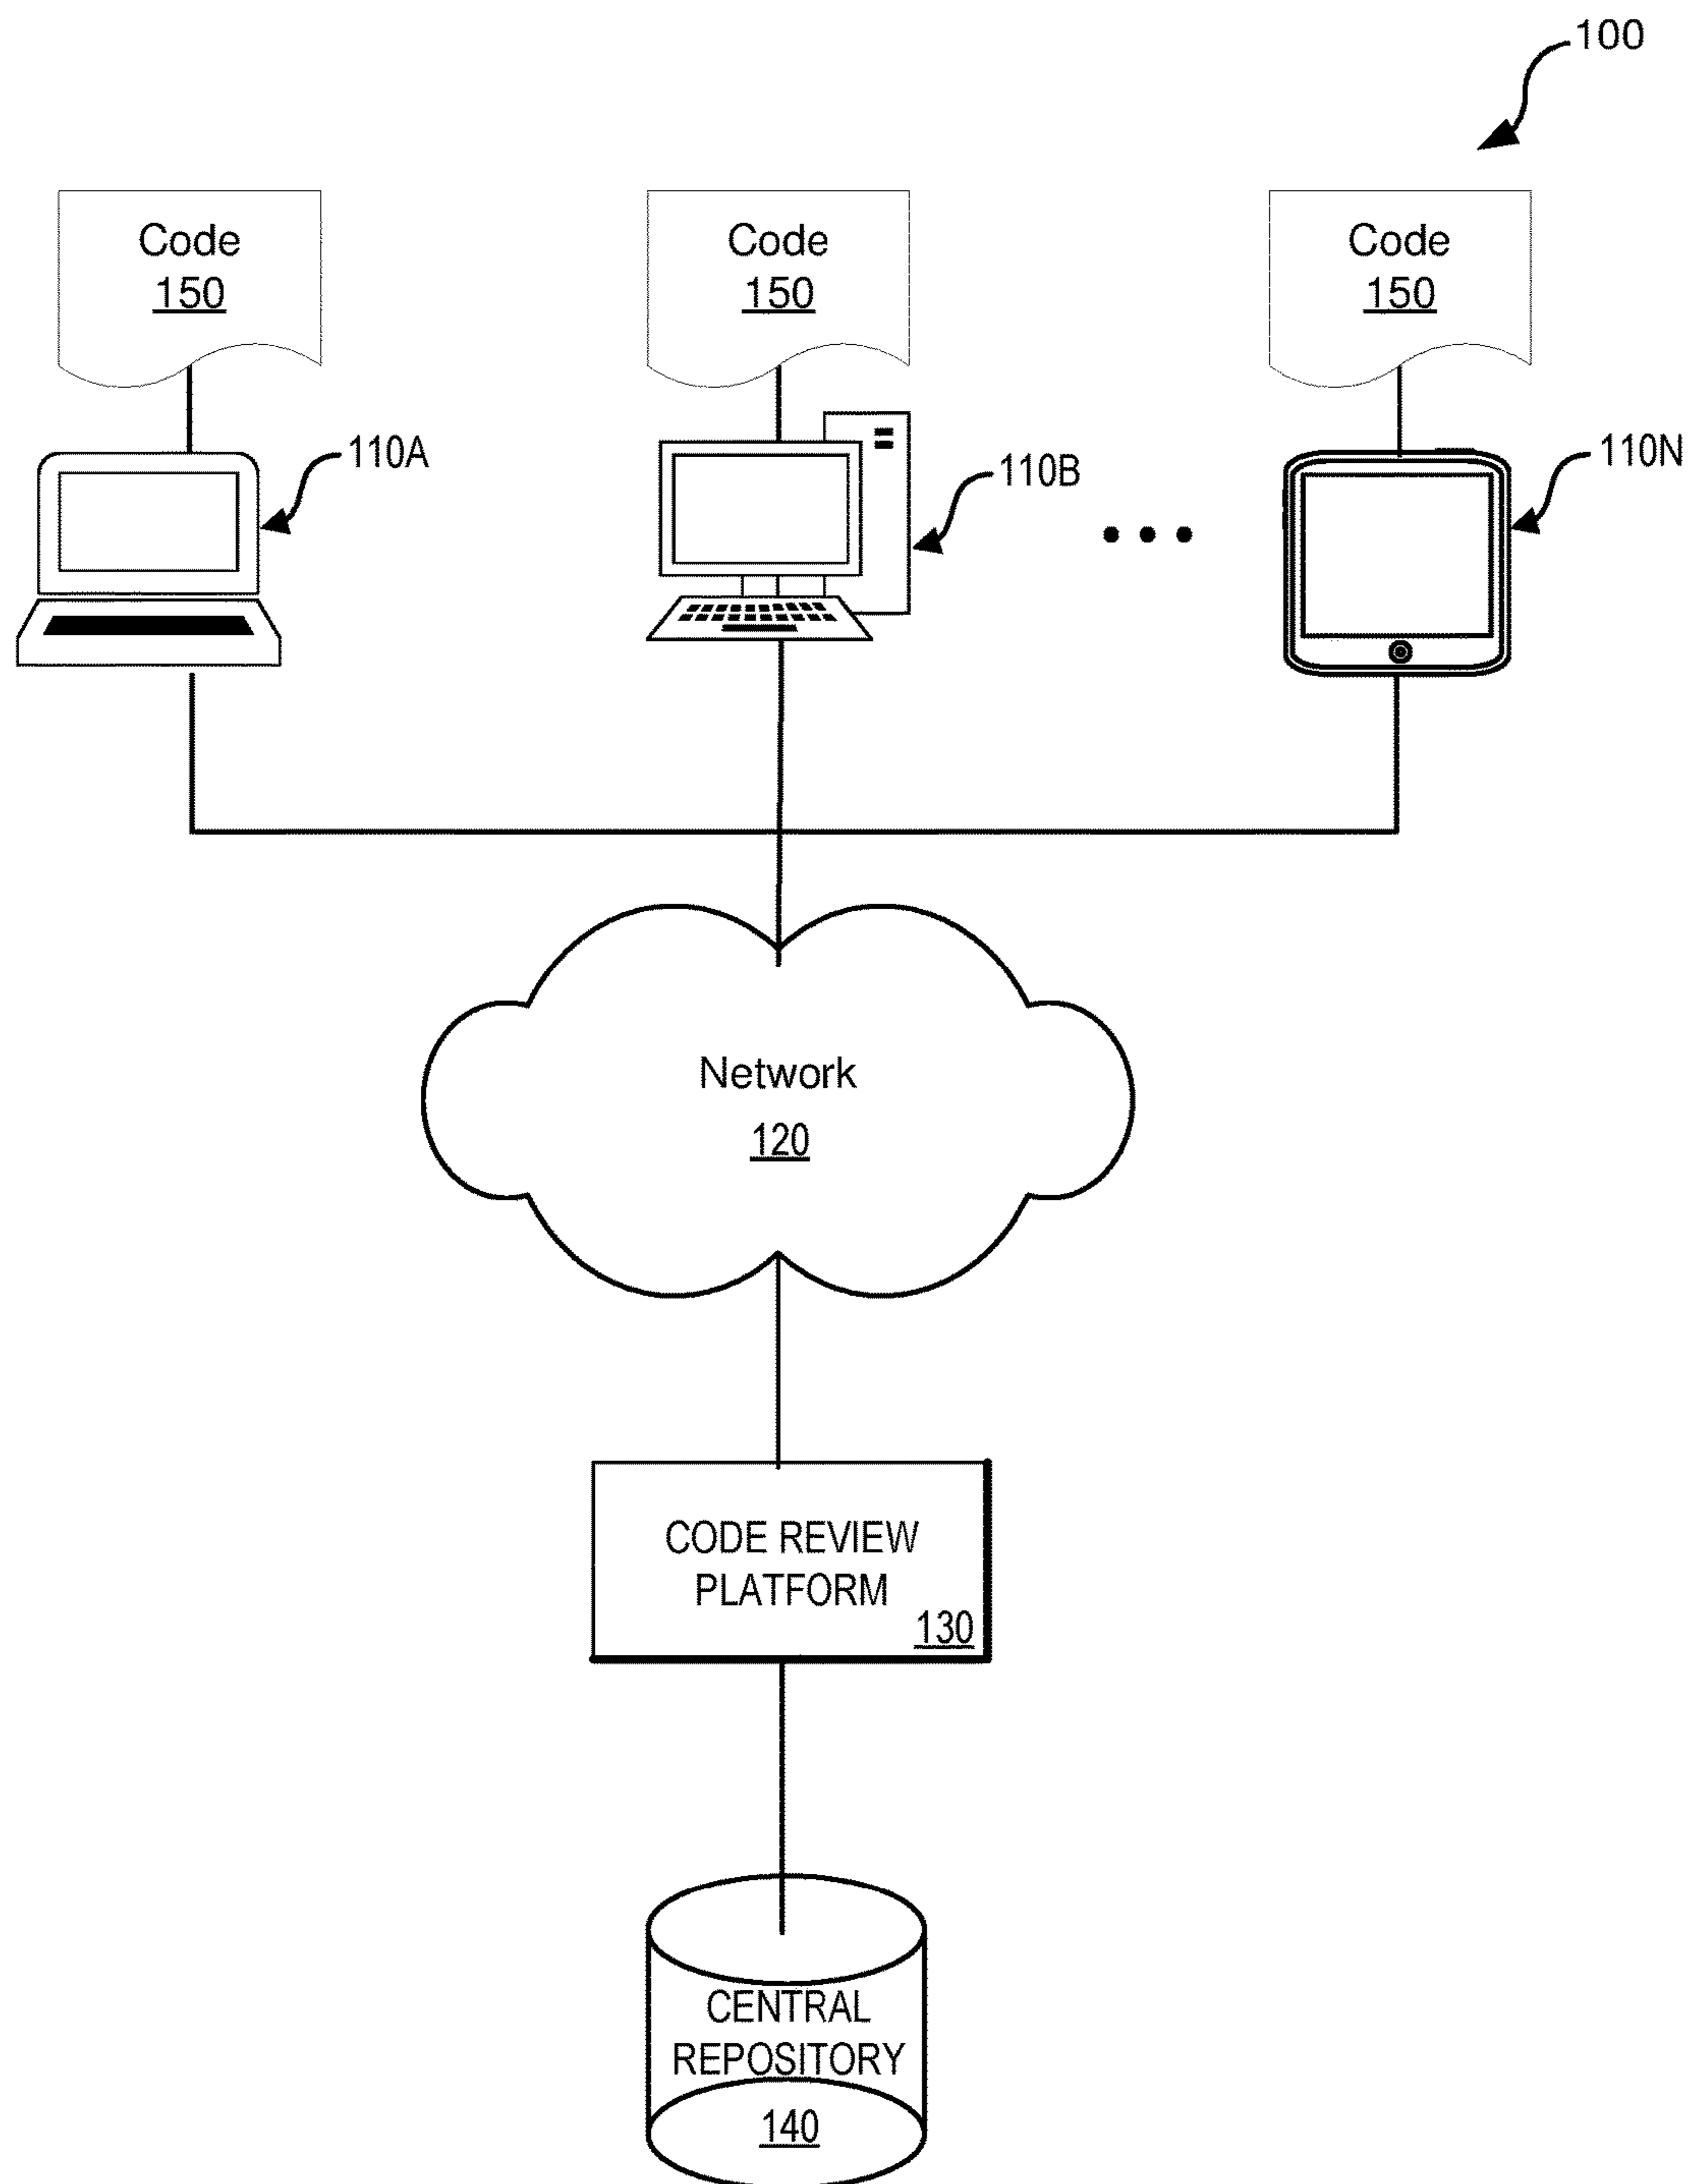 100
Code
150
Code
150
Code
150
110A
110B
110N
Network
120
CODE REVIEW
PLATFORM
130
CENTRAL
REPOSITORY
140